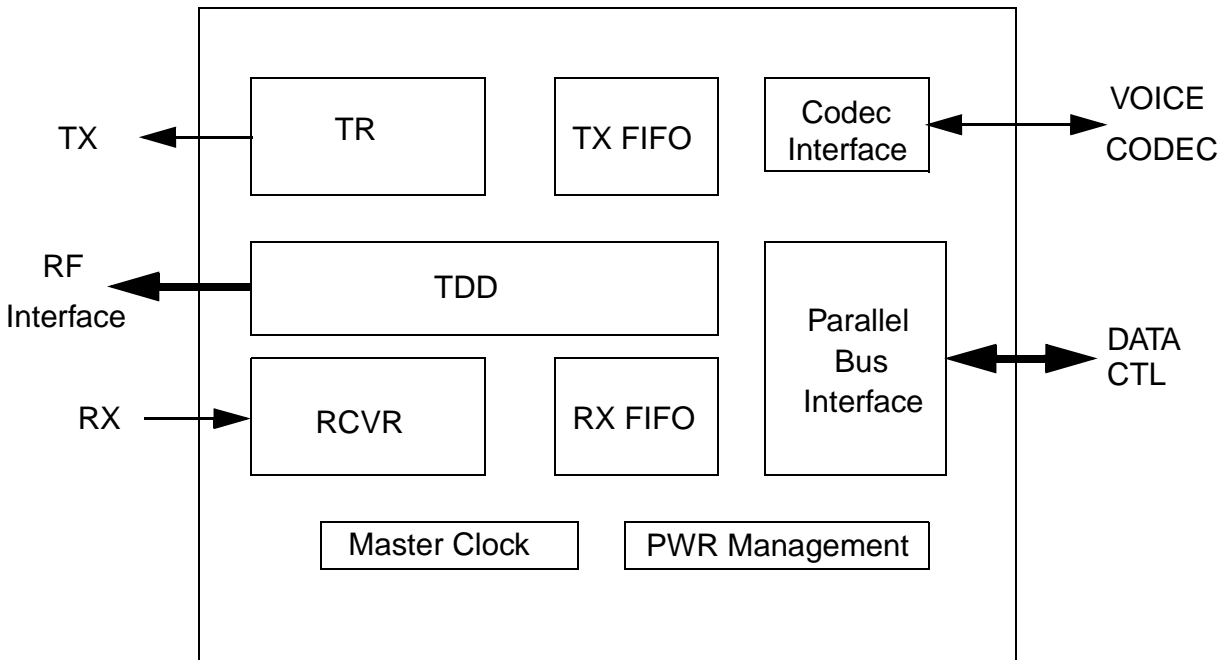 TX
TR
TX FIFO
Codec
Interface
VOICE
CODEC
RF
Interface
TDD
Parallel
Bus
Interface
DATA
CTL
RX
RCVR
RX FIFO
Master Clock
PWR Management